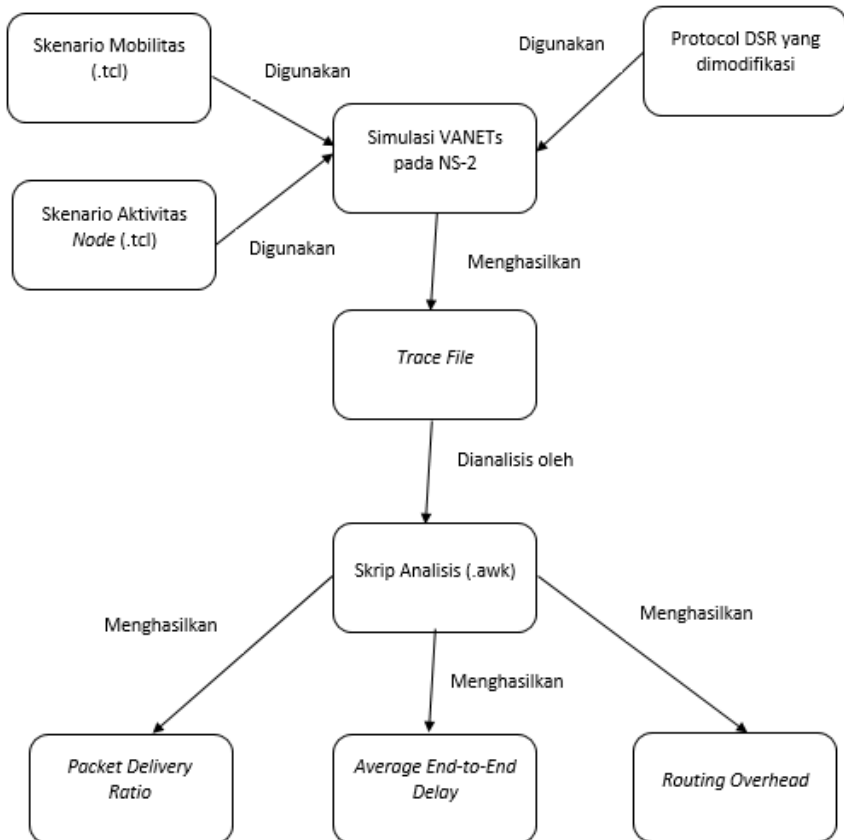 Skenario Mobilitas
(.tcl)
Digunakan
Digunakan
Protocol DSR yang
dimodifikasi
Simulasi VANETs
pada NS-2
Skenario Aktivitas
Node (.tcl)
Digunakan
Menghasilkan
Trace File
Dianalisis oleh
Skrip Analisis (.awk)
Menghasilkan
Menghasilkan
Menghasilkan
Packet Delivery
Ratio
Average End-to-End
Delay
Routing Overhead